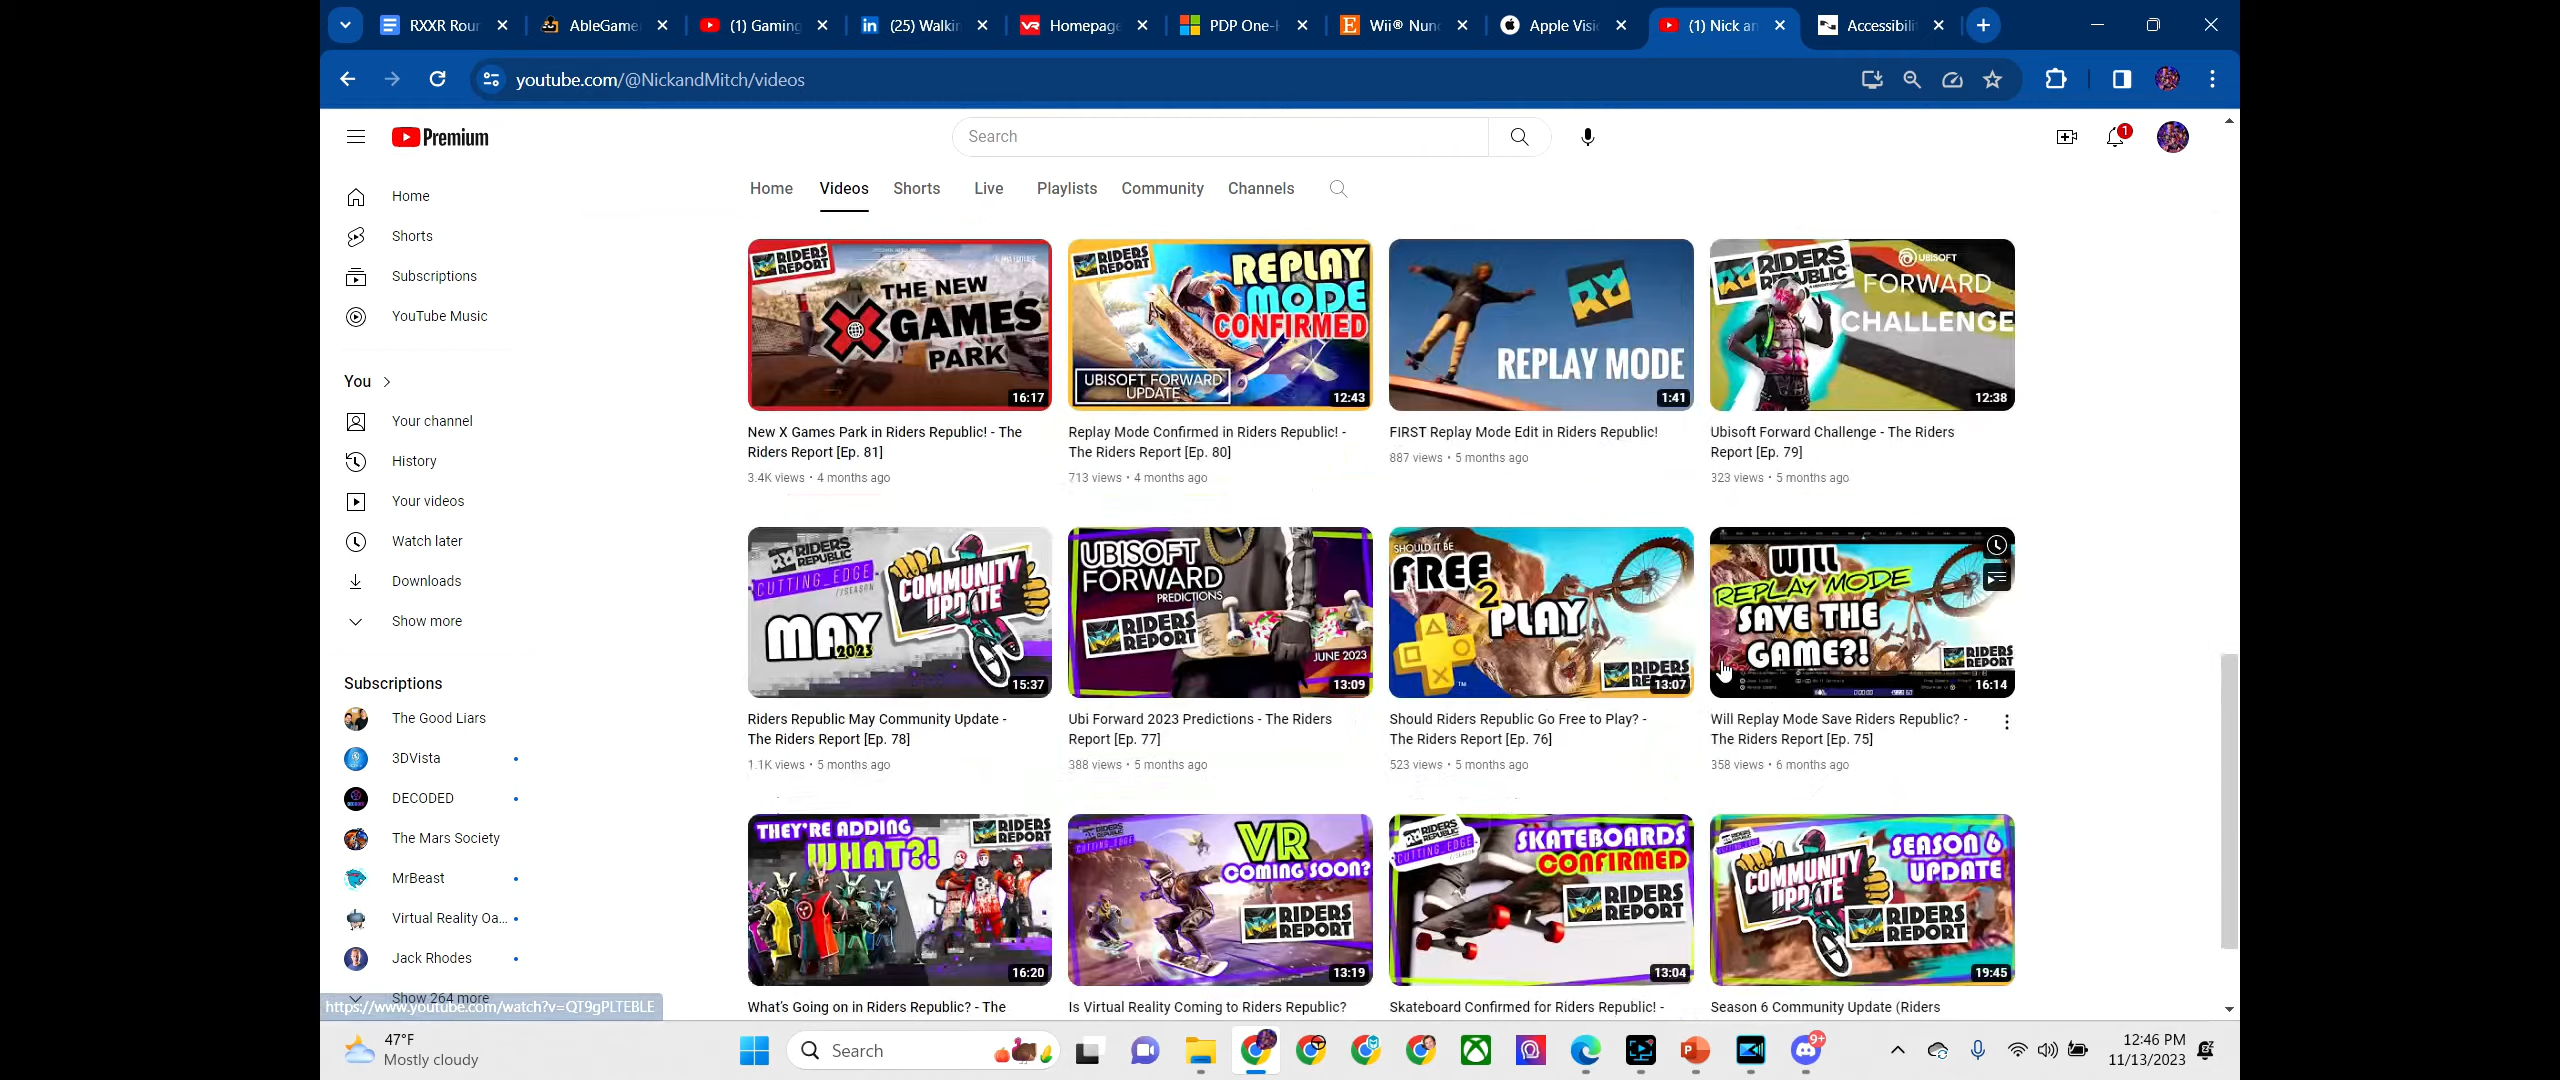 RXXR Rour
AbleGame
(1) Gaming
(25) Walkin
Homepage
PDP One-H
Wii® Nun
Apple Visi
(1) Nick an
Accessibili
youtube.com/@NickandMitch/videos
Premium
Search
1
Home Videos Shorts Live Playlists Community Channels
Home
Shorts
Subscriptions
YouTube Music
You
Your channel
History
Your videos
Watch later
Downloads
Show more
Subscriptions
The Good Liars
3DVista
DECODED
The Mars Society
MrBeast
Virtual Reality Oa...
Jack Rhodes
Show 264 more
https://www.youtube.com/watch?v=QT9gPLTEBLE
RIDERS
REPORT
THE NEW
X GAMES
PARK
16:17
New X Games Park in Riders Republic! - The
Riders Report [Ep. 81]
3.4K views • 4 months ago
RIDERS
REPORT
REPLAY
MODE
CONFIRMED
UBISOFT FORWARD
UPDATE
12:43
Replay Mode Confirmed in Riders Republic! -
The Riders Report [Ep. 80]
713 views • 4 months ago
REPLAY MODE
1:41
FIRST Replay Mode Edit in Riders Republic!
887 views • 5 months ago
RIDERS
REPUBLIC
UBISOFT
FORWARD
CHALLENGE
12:38
Ubisoft Forward Challenge - The Riders
Report [Ep. 79]
323 views • 5 months ago
RIDERS
REPUBLIC
CUTTING_EDGE
//SEASON
COMMUNITY
UPDATE
MAY
2023
15:37
Riders Republic May Community Update -
The Riders Report [Ep. 78]
1.1K views • 5 months ago
UBISOFT
FORWARD
PREDICTIONS
RIDERS
REPORT
JUNE 2023
13:09
Ubi Forward 2023 Predictions - The Riders
Report [Ep. 77]
388 views • 5 months ago
SHOULD IT BE
FREE
2
PLAY
RIDERS
REPORT
13:07
Should Riders Republic Go Free to Play? -
The Riders Report [Ep. 76]
523 views • 5 months ago
WILL
REPLAY MODE
SAVE THE
GAME?!
RIDERS
REPORT
16:14
Will Replay Mode Save Riders Republic? -
The Riders Report [Ep. 75]
358 views • 6 months ago
THEY'RE ADDING
WHAT?!
RIDERS
REPORT
16:20
What's Going on in Riders Republic? - The
CUTTING_EDGE
VR
COMING SOON?
RIDERS
REPORT
13:19
Is Virtual Reality Coming to Riders Republic?
RIDERS
REPUBLIC
CUTTING_EDGE
SKATEBOARDS
CONFIRMED
RIDERS
REPORT
13:04
Skateboard Confirmed for Riders Republic! -
SEASON 6
UPDATE
COMMUNITY
UPDATE
RIDERS
REPORT
19:45
Season 6 Community Update (Riders
47°F
Mostly cloudy
Search
9+
12:46 PM
11/13/2023